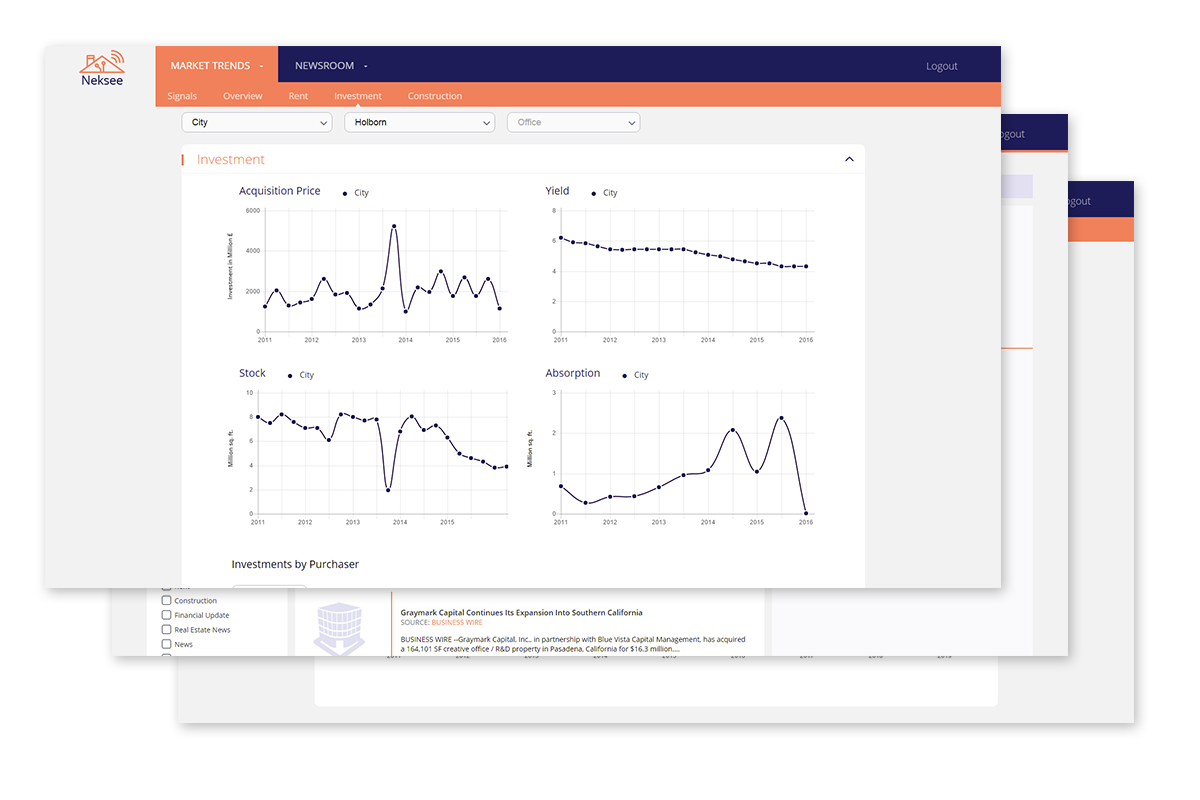 Neksee
MARKET TRENDS
NEWSROOM
Logout
Signals Overview Rent Investment Construction
City Holborn Office
Investment
Acquisition Price City
Investment in Million £
6000
4000
2000
0
2011 2012 2013 2014 2015 2016
Yield City
8
6
4
2
0
2011 2012 2013 2014 2015 2016
Stock City
Million sq. ft.
10
8
6
4
2
0
2011 2012 2013 2014 2015
Absorption City
Million sq. ft.
3
2
1
0
2011 2012 2013 2014 2015 2016
Investments by Purchaser
ogout
ogout
Construction
Financial Update
Real Estate News
News
Graymark Capital Continues Its Expansion Into Southern California
SOURCE: BUSINESS WIRE
BUSINESS WIRE --Graymark Capital, Inc., in partnership with Blue Vista Capital Management, has acquired
a 164,101 SF creative office / R&D property in Pasadena, California for $16.3 million....